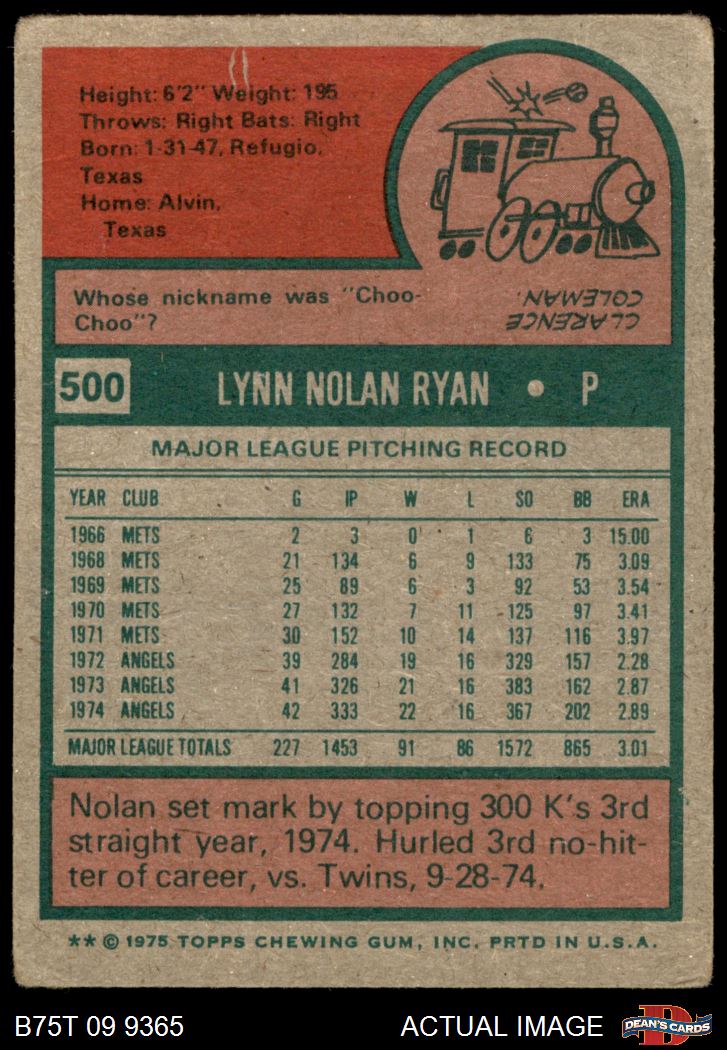 Height: 6'2" Weight: 195
Throws: Right Bats: Right
Born: 1-31-47, Refugio,
Texas
Home: Alvin,
Texas
Whose nickname was "Choo-
Choo"?
CLARENCE
COLEMAN.
500 LYNN NOLAN RYAN • P
MAJOR LEAGUE PITCHING RECORD
YEAR CLUB G IP W L SO BB ERA
1966 METS 2 3 0 1 6 3 15.00
1968 METS 21 134 6 9 133 75 3.09
1969 METS 25 89 6 3 92 53 3.54
1970 METS 27 132 7 11 125 97 3.41
1971 METS 30 152 10 14 137 116 3.97
1972 ANGELS 39 284 19 16 329 157 2.28
1973 ANGELS 41 326 21 16 383 162 2.87
1974 ANGELS 42 333 22 16 367 202 2.89
MAJOR LEAGUE TOTALS 227 1453 91 86 1572 865 3.01
Nolan set mark by topping 300 K's 3rd
straight year, 1974. Hurled 3rd no-hit-
ter of career, vs. Twins, 9-28-74.
** © 1975 TOPPS CHEWING GUM, INC. PRTD IN U.S.A.
B75T 09 9365 ACTUAL IMAGE D DEAN'S CARDS